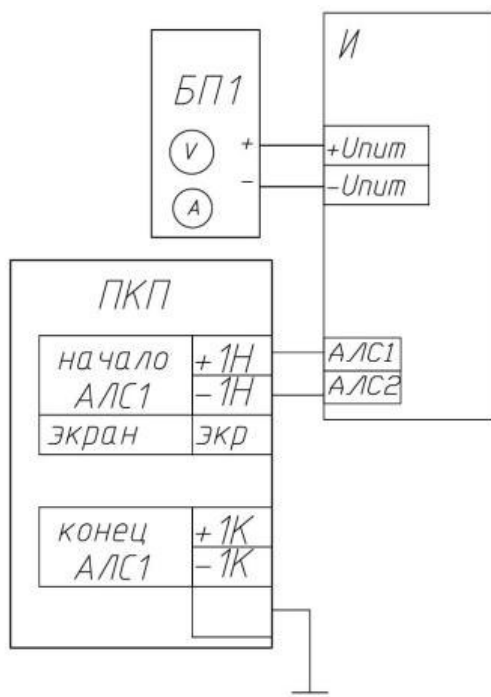 И
БП1
V
+
+Uпит
A
-
-Uпит
ПКП
начало
АЛС1
+1Н
-1Н
АЛС1
АЛС2
экран
экр
конец
АЛС1
+1К
-1К